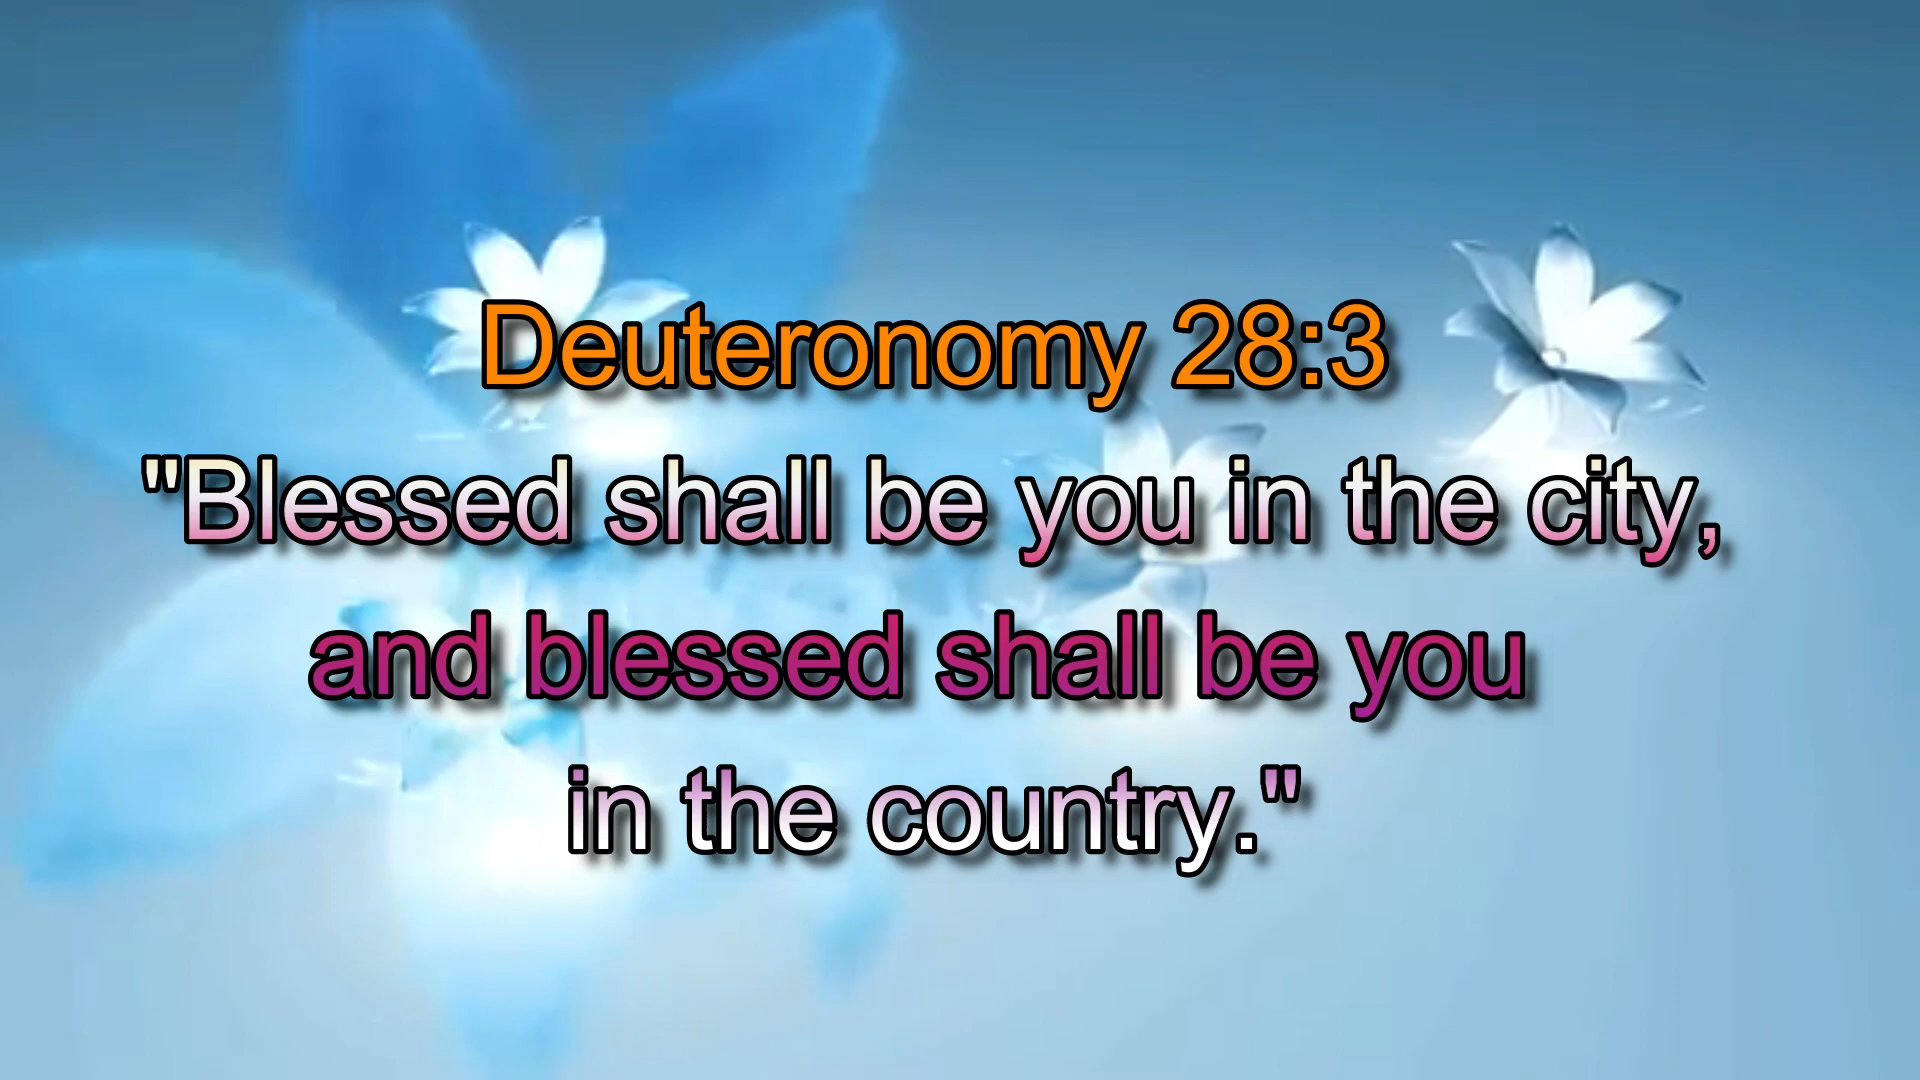 Deuteronomy 28:3
"Blessed shall be you in the city,
and blessed shall be you
in the country."